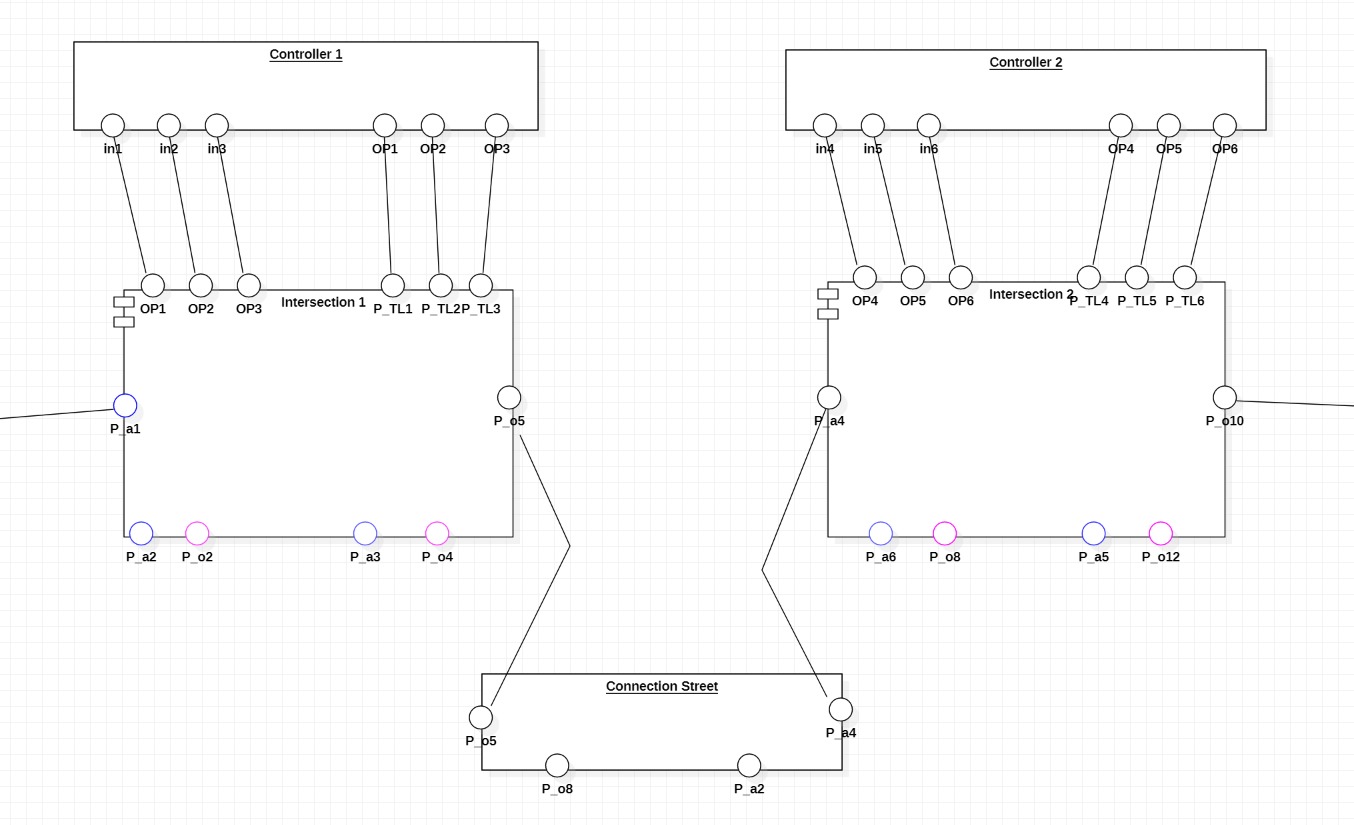 Controller 1
in1 in2 in3 OP1 OP2 OP3
Controller 2
in4 in5 in6 OP4 OP5 OP6
Intersection 1
OP1 OP2 OP3 P_TL1 P_TL2 P_TL3
P_a1 P_o5
P_a2 P_o2 P_a3 P_o4
Intersection 2
OP4 OP5 OP6 P_TL4 P_TL5 P_TL6
P_a4 P_o10
P_a6 P_o8 P_a5 P_o12
Connection Street
P_o5 P_a4
P_o8 P_a2